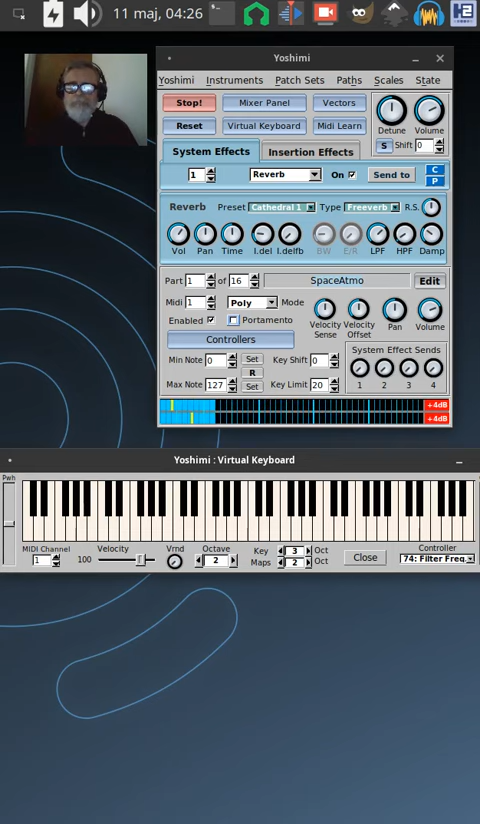 11 maj, 04:26
Yoshimi
Yoshimi Instruments Patch Sets Paths Scales State
Stop! Mixer Panel Vectors
Reset Virtual Keyboard Midi Learn
Detune Volume
S Shift 0
System Effects Insertion Effects
1 Reverb On Send to C
P
Reverb Preset Cathedral 1 Type Freeverb R.S.
Vol Pan Time I.del I.delfb BW E/R LPF HPF Damp
Part 1 of 16 SpaceAtmo Edit
Midi 1 Poly Mode
Enabled Portamento
Velocity Sense Velocity Offset Pan Volume
Controllers
System Effect Sends
Min Note 0 Set Key Shift 0
R
Max Note 127 Set Key Limit 20
1 2 3 4
+4dB
+4dB
Yoshimi : Virtual Keyboard
Pwh
MIDI Channel Velocity Vrnd Octave Key 3 Oct Controller
1 100 2 Maps 2 Oct Close 74: Filter Freq.